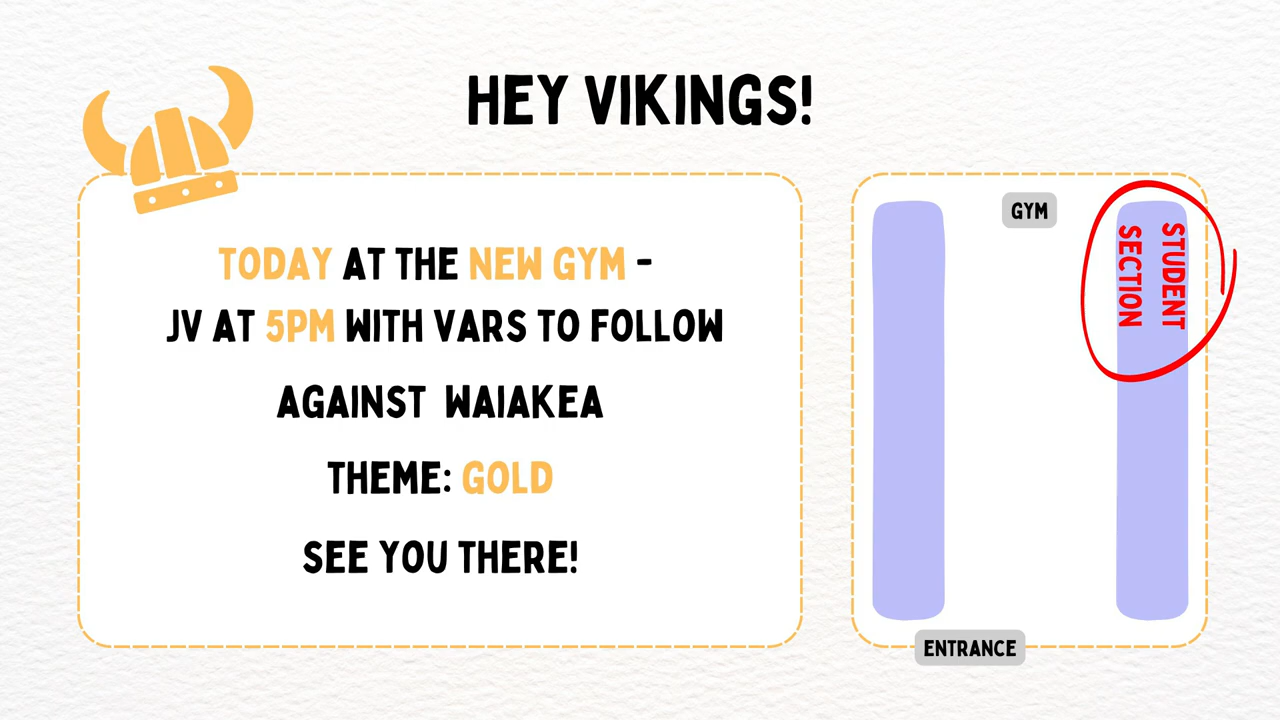 HEY VIKINGS!
TODAY AT THE NEW GYM -
JV AT 5PM WITH VARS TO FOLLOW
AGAINST WAIAKEA
THEME: GOLD
SEE YOU THERE!
GYM
STUDENT
SECTION
ENTRANCE